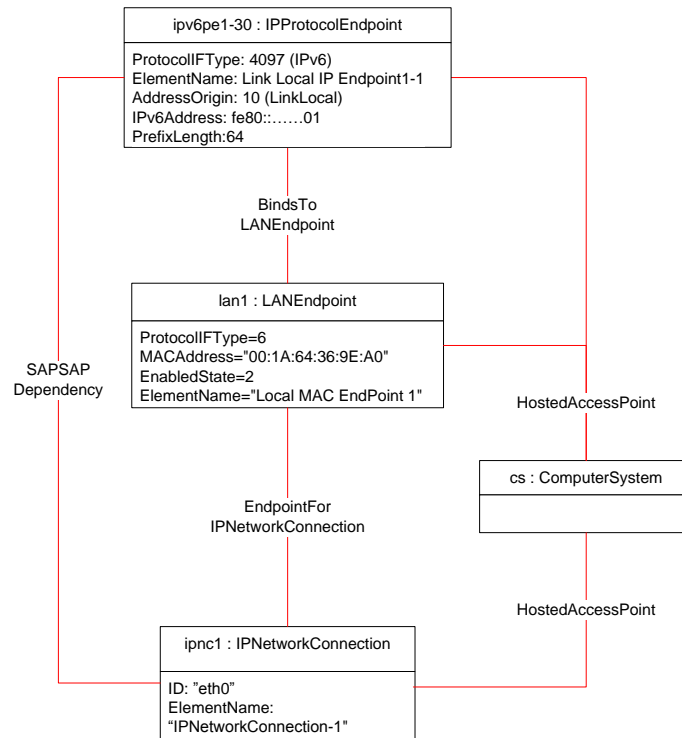 ipv6pe1-30 : IPProtocolEndpoint
ProtocolIFType: 4097 (IPv6)
ElementName: Link Local IP Endpoint1-1
AddressOrigin: 10 (LinkLocal)
IPv6Address: fe80::……01
PrefixLength:64
BindsTo
LANEndpoint
lan1 : LANEndpoint
ProtocolIFType=6
MACAddress="00:1A:64:36:9E:A0"
EnabledState=2
ElementName="Local MAC EndPoint 1"
SAPSAP
Dependency
HostedAccessPoint
cs : ComputerSystem
EndpointFor
IPNetworkConnection
HostedAccessPoint
ipnc1 : IPNetworkConnection
ID: ”eth0”
ElementName:
“IPNetworkConnection-1"